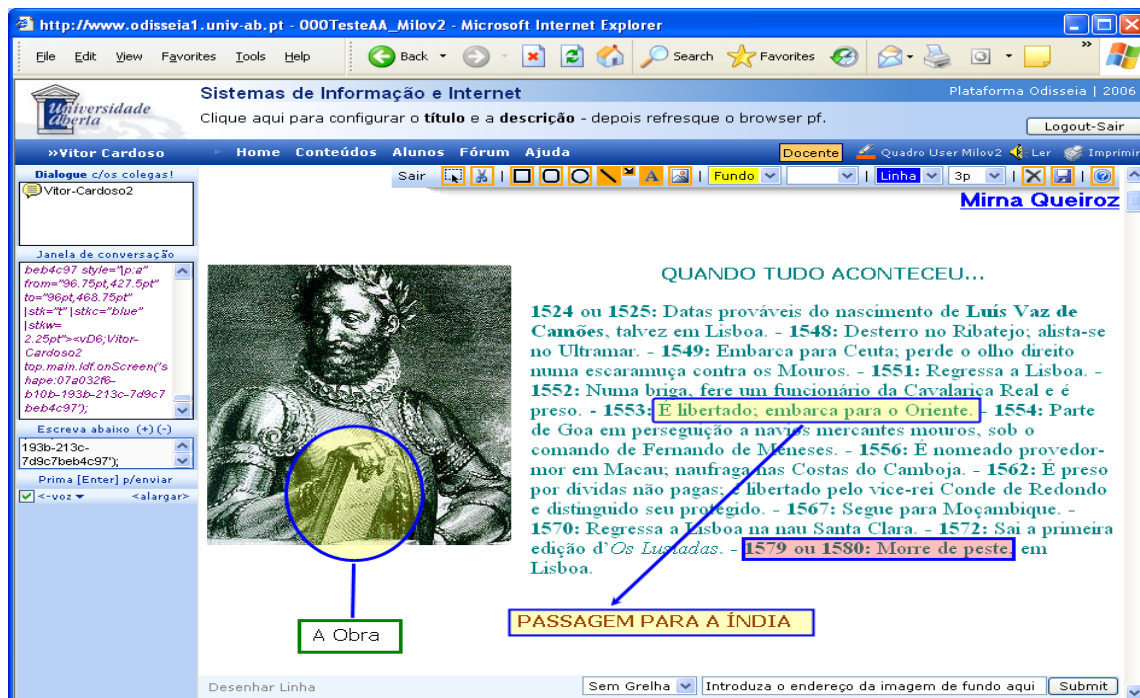 http://www.odisseia1.univ-ab.pt - 000TesteAA_Milov2 - Microsoft Internet Explorer
File Edit View Favorites Tools Help Back Search Favorites »
Universidade Aberta
Sistemas de Informação e Internet
Plataforma Odisseia | 2006
Clique aqui para configurar o título e a descrição - depois refresque o browser pf.
Logout-Sair
»Vitor Cardoso Home Conteúdos Alunos Fórum Ajuda Docente Quadro User Milov2 Ler Imprimir
Dialogue c/os colegas!
Sair | A | Fundo | Linha 3p |
Vitor-Cardoso2
Mirna Queiroz
Janela de conversação
beb4c97 style="\p:a"
from="96.75pt,427.5pt"
to="96pt,468.75pt"
|stk="t"|stkc="blue"
|stkw=
2.25pt"><vD6;Vitor-
Cardoso2
top.main.ldf.onScreen('s
hape:07a032f6-
b10b-193b-213c-7d9c7
beb4c97');
Escreva abaixo (+)(-)
193b-213c-
7d9c7beb4c97');
Prima [Enter] p/enviar
<-voz <alargar>
QUANDO TUDO ACONTECEU...
1524 ou 1525: Datas prováveis do nascimento de Luís Vaz de
Camões, talvez em Lisboa. - 1548: Desterro no Ribatejo; alista-se
no Ultramar. - 1549: Embarca para Ceuta; perde o olho direito
numa escaramuça contra os Mouros. - 1551: Regressa a Lisboa. -
1552: Numa briga, fere um funcionário da Cavalariça Real e é
preso. - 1553: É libertado; embarca para o Oriente. - 1554: Parte
de Goa em perseguição a navios mercantes mouros, sob o
comando de Fernando de Meneses. - 1556: É nomeado provedor-
mor em Macau; naufraga nas Costas do Camboja. - 1562: É preso
por dívidas não pagas; é libertado pelo vice-rei Conde de Redondo
e distinguido seu protegido. - 1567: Segue para Moçambique. -
1570: Regressa a Lisboa na nau Santa Clara. - 1572: Sai a primeira
edição d'Os Lusíadas. - 1579 ou 1580: Morre de peste, em
Lisboa.
PASSAGEM PARA A ÍNDIA
A Obra
Desenhar Linha
Sem Grelha
Introduza o endereço da imagem de fundo aqui
Submit